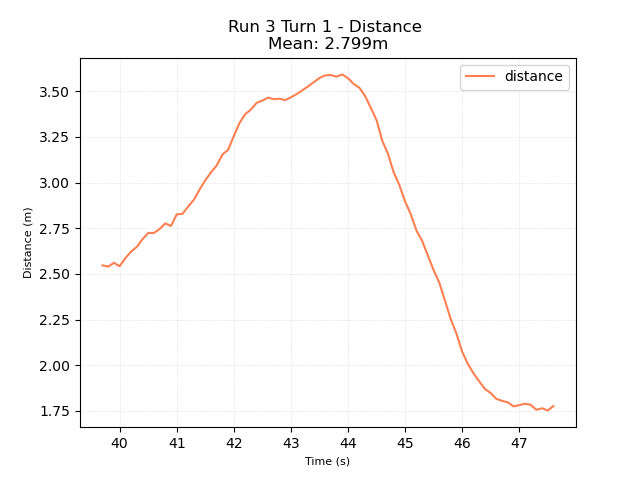 Run 3 Turn 1 - Distance
Mean: 2.799m
distance
3.50
3.25
3.00
2.75
2.50
2.25
2.00
1.75
Distance (m)
40 41 42 43 44 45 46 47
Time (s)